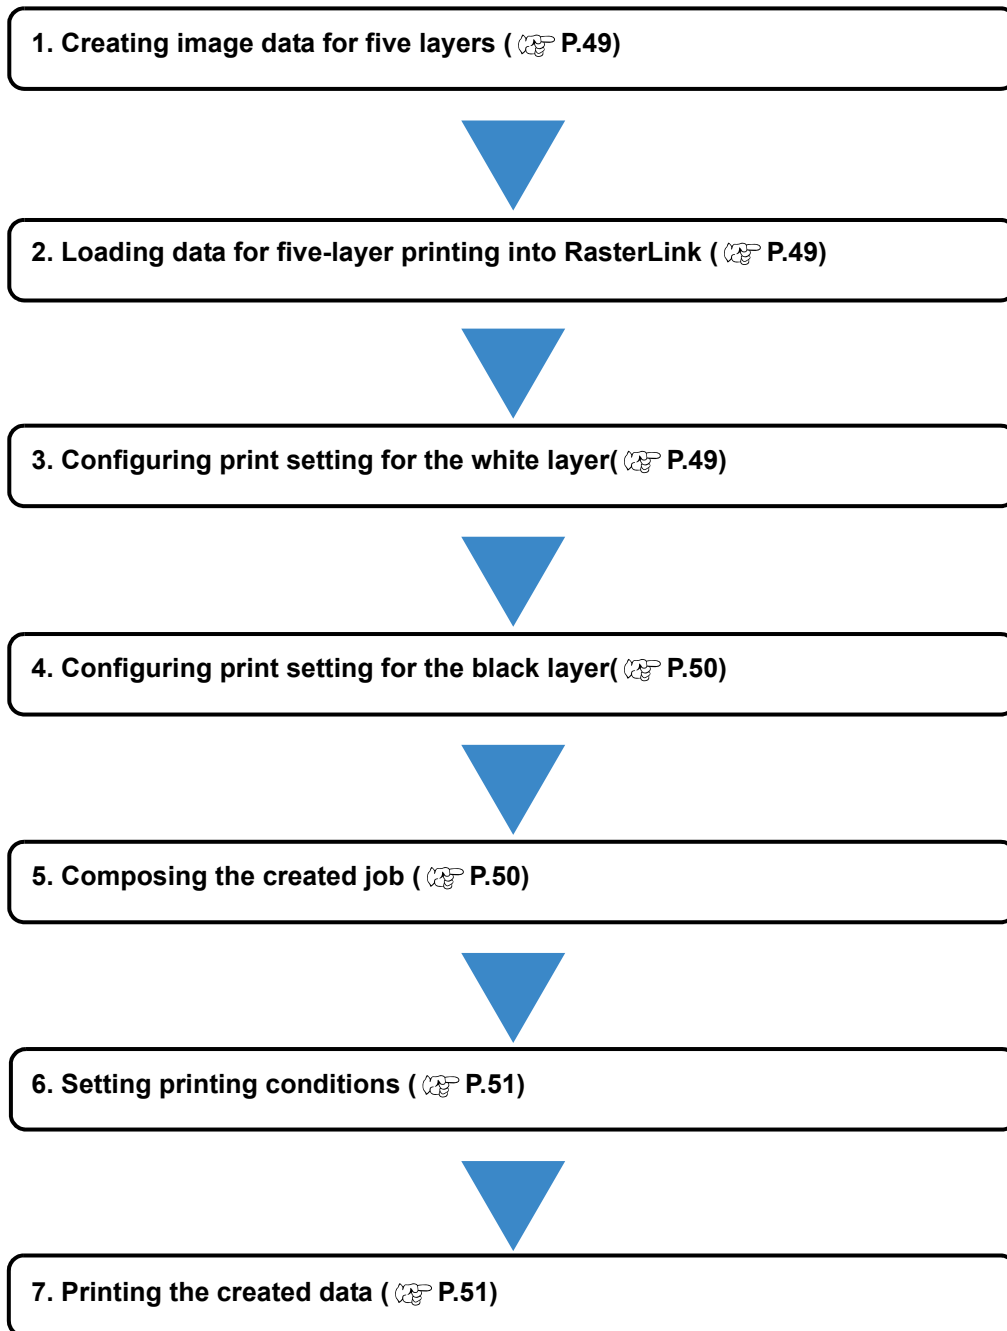 1. Creating image data for five layers ( P.49)
2. Loading data for five-layer printing into RasterLink ( P.49)
3. Configuring print setting for the white layer( P.49)
4. Configuring print setting for the black layer( P.50)
5. Composing the created job ( P.50)
6. Setting printing conditions ( P.51)
7. Printing the created data ( P.51)